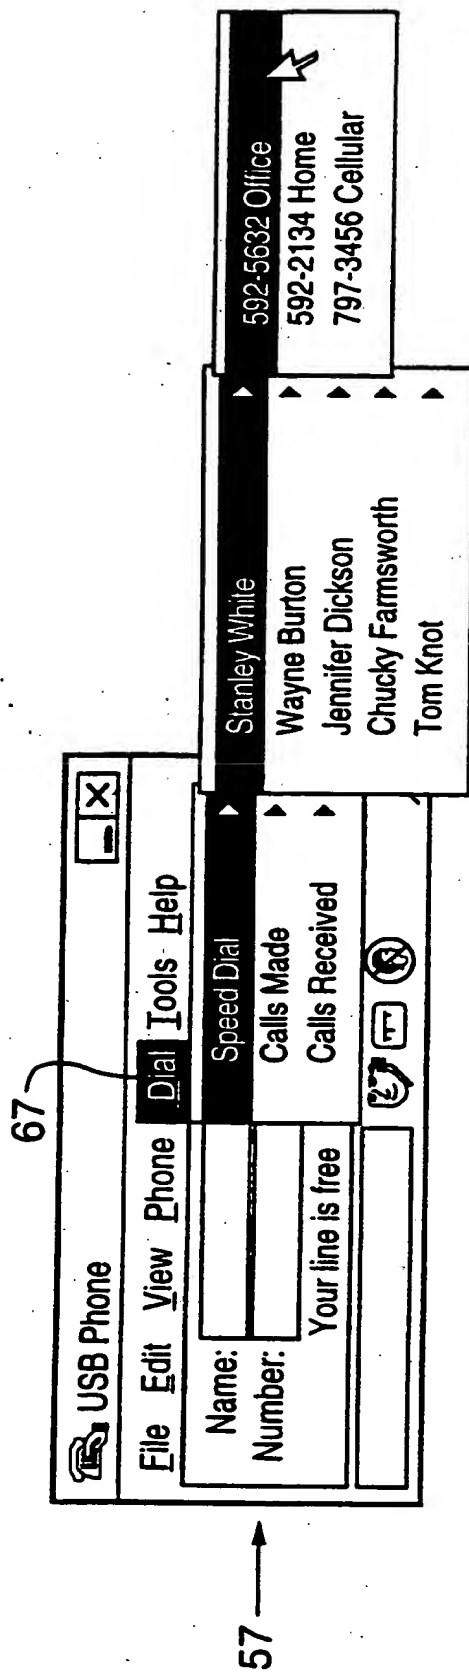 67
USB Phone
File Edit View Phone Dial Tools Help
Name:
Number:
Your line is free
Speed Dial
Calls Made
Calls Received
Stanley White
Wayne Burton
Jennifer Dickson
Chucky Farmsworth
Tom Knot
592-5632 Office
592-2134 Home
797-3456 Cellular
57